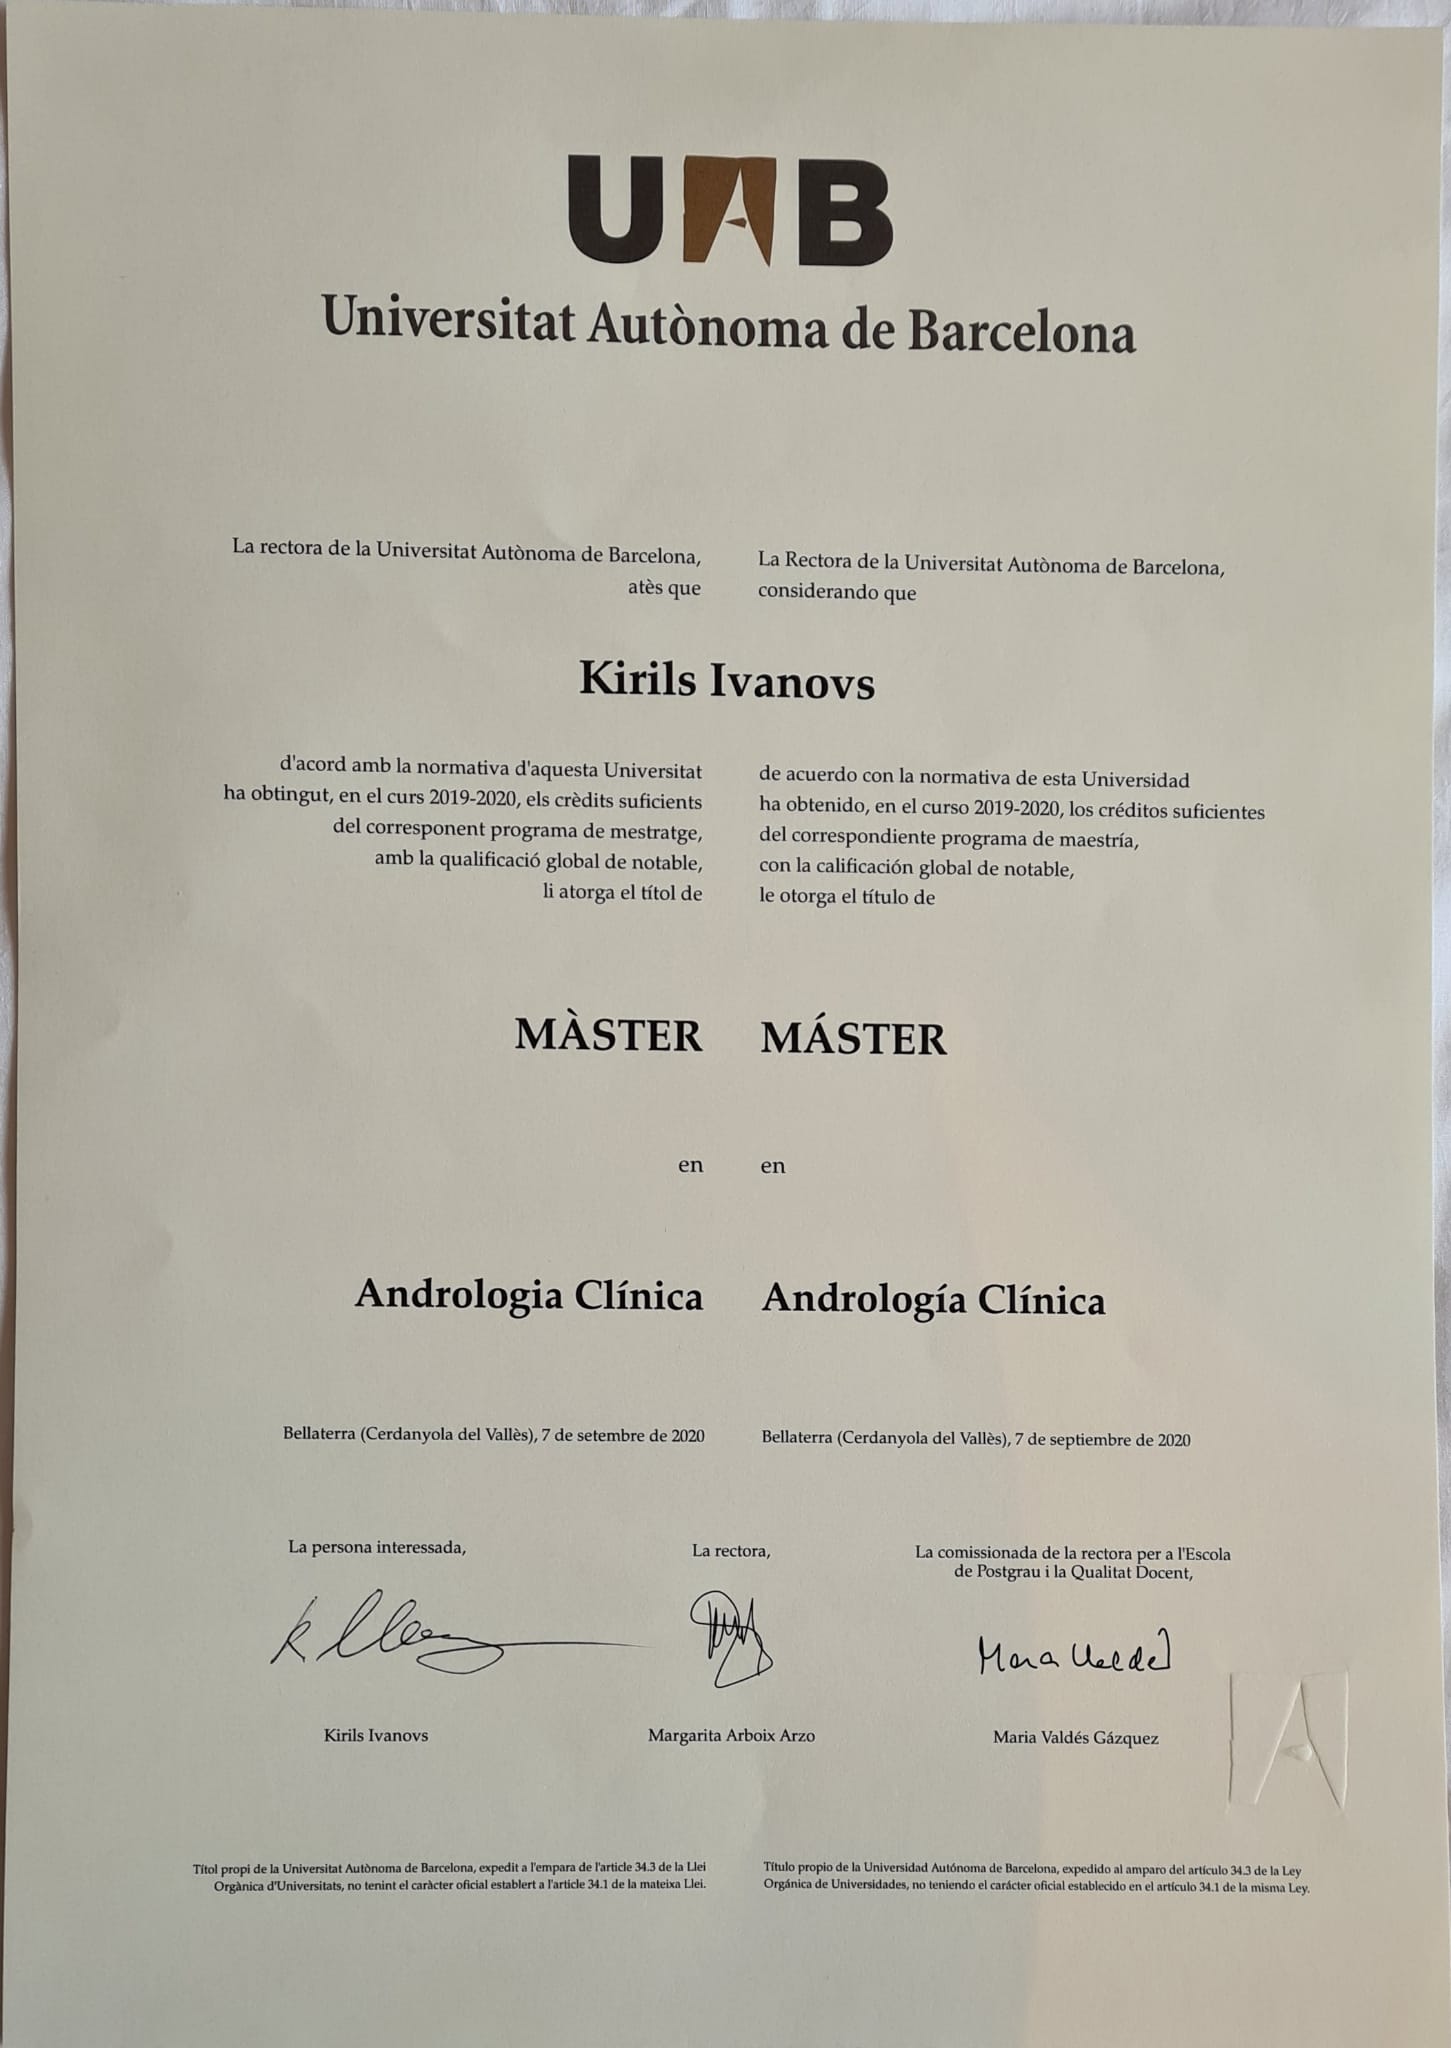 UAB
Universitat Autònoma de Barcelona
La rectora de la Universitat Autònoma de Barcelona,
atès que
La Rectora de la Universitat Autònoma de Barcelona,
considerando que
Kirils Ivanovs
d'acord amb la normativa d'aquesta Universitat
ha obtingut, en el curs 2019-2020, els crèdits suficients
del corresponent programa de mestratge,
amb la qualificació global de notable,
li atorga el títol de
de acuerdo con la normativa de esta Universidad
ha obtenido, en el curso 2019-2020, los créditos suficientes
del correspondiente programa de maestría,
con la calificación global de notable,
le otorga el título de
MÀSTER
MÁSTER
en
en
Andrologia Clínica
Andrología Clínica
Bellaterra (Cerdanyola del Vallès), 7 de setembre de 2020
Bellaterra (Cerdanyola del Vallès), 7 de septiembre de 2020
La persona interessada,
La rectora,
La comissionada de la rectora per a l'Escola
de Postgrau i la Qualitat Docent,
Kirils Ivanovs
Margarita Arboix Arzo
Maria Valdés Gázquez
Títol propi de la Universitat Autònoma de Barcelona, expedit a l'empara de l'article 34.3 de la Llei
Orgànica d'Universitats, no tenint el caràcter oficial establert a l'article 34.1 de la mateixa Llei.
Título propio de la Universidad Autónoma de Barcelona, expedido al amparo del artículo 34.3 de la Ley
Orgánica de Universidades, no teniendo el carácter oficial establecido en el artículo 34.1 de la misma Ley.